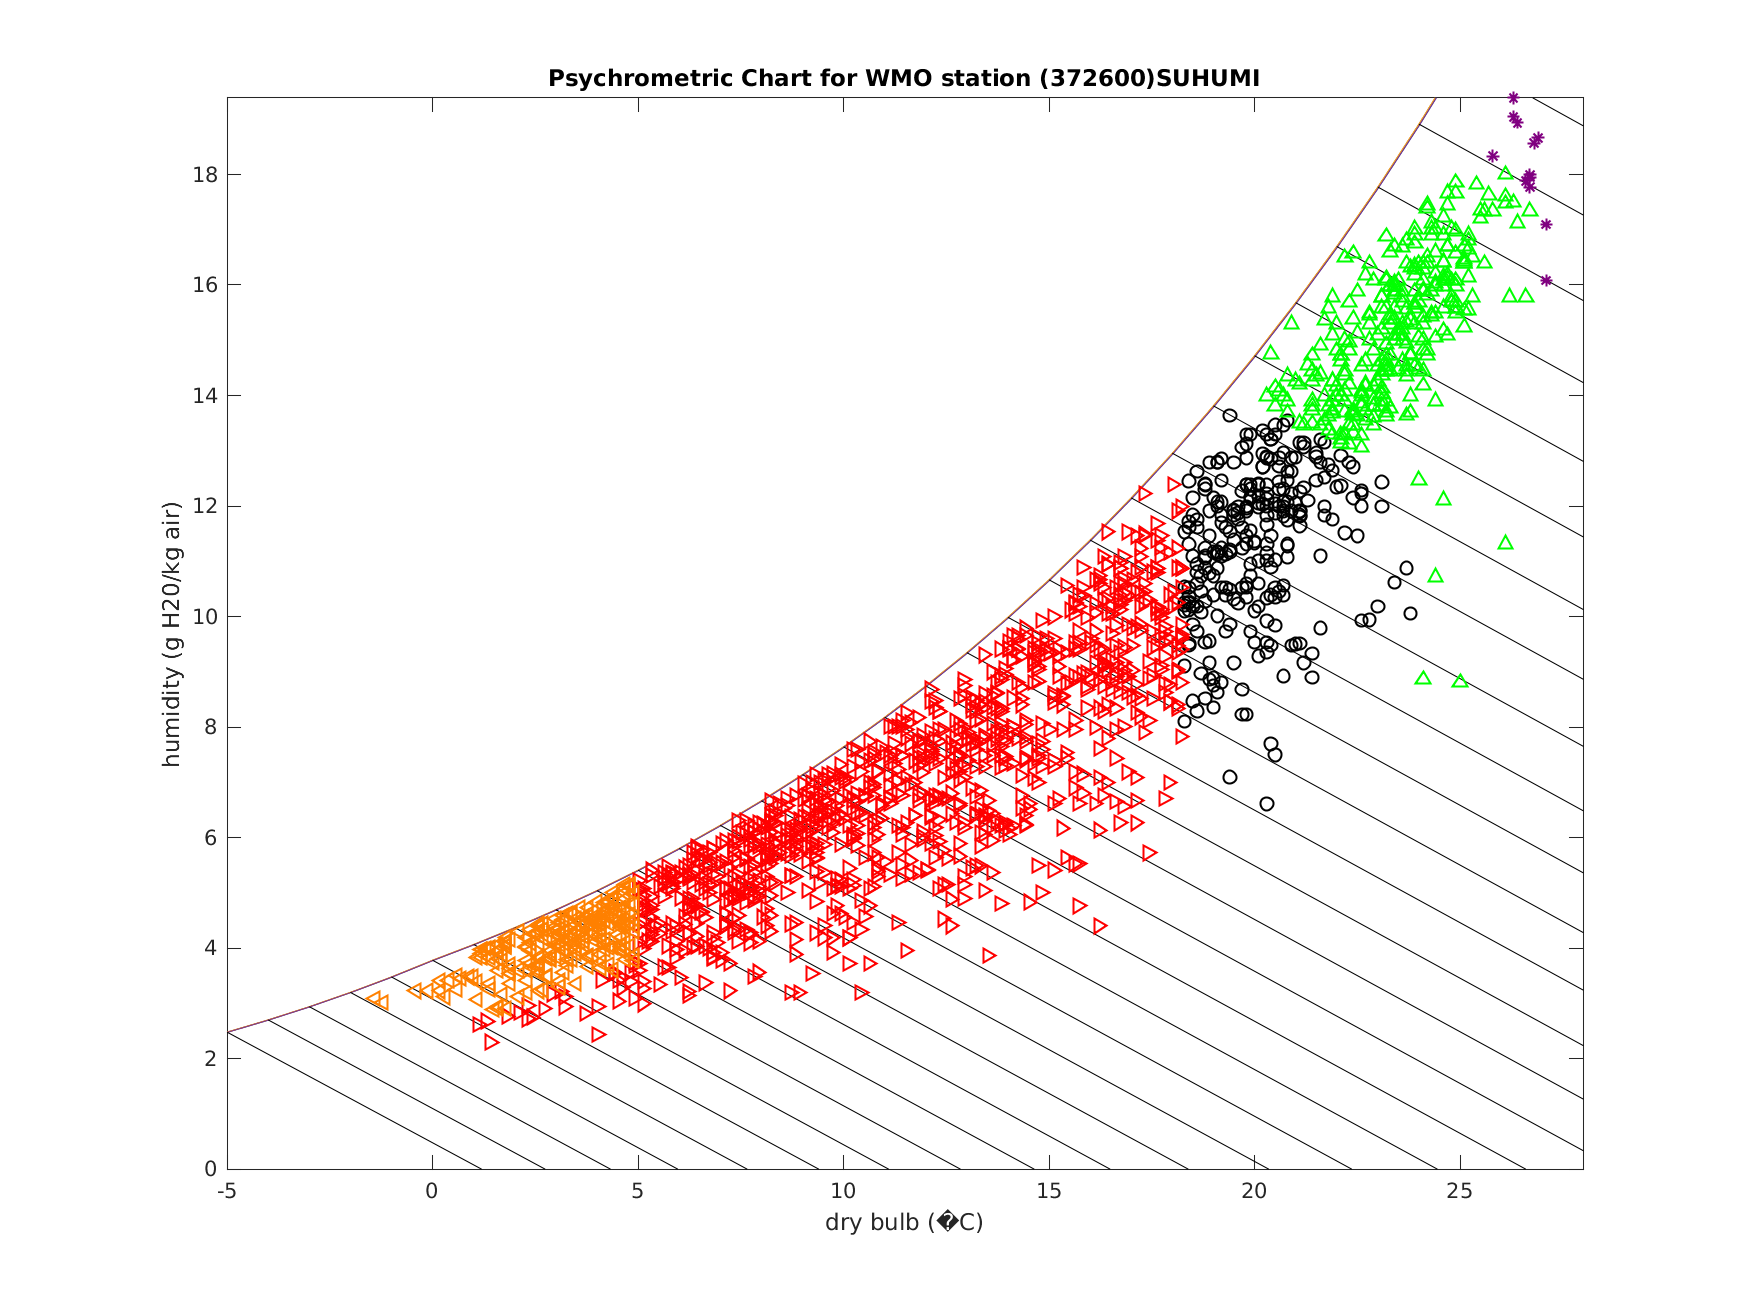 Psychrometric Chart for WMO station (372600)SUHUMI
humidity (g H20/kg air)
18
16
14
12
10
8
6
4
2
0
-5 0 5 10 15 20 25
dry bulb (�C)